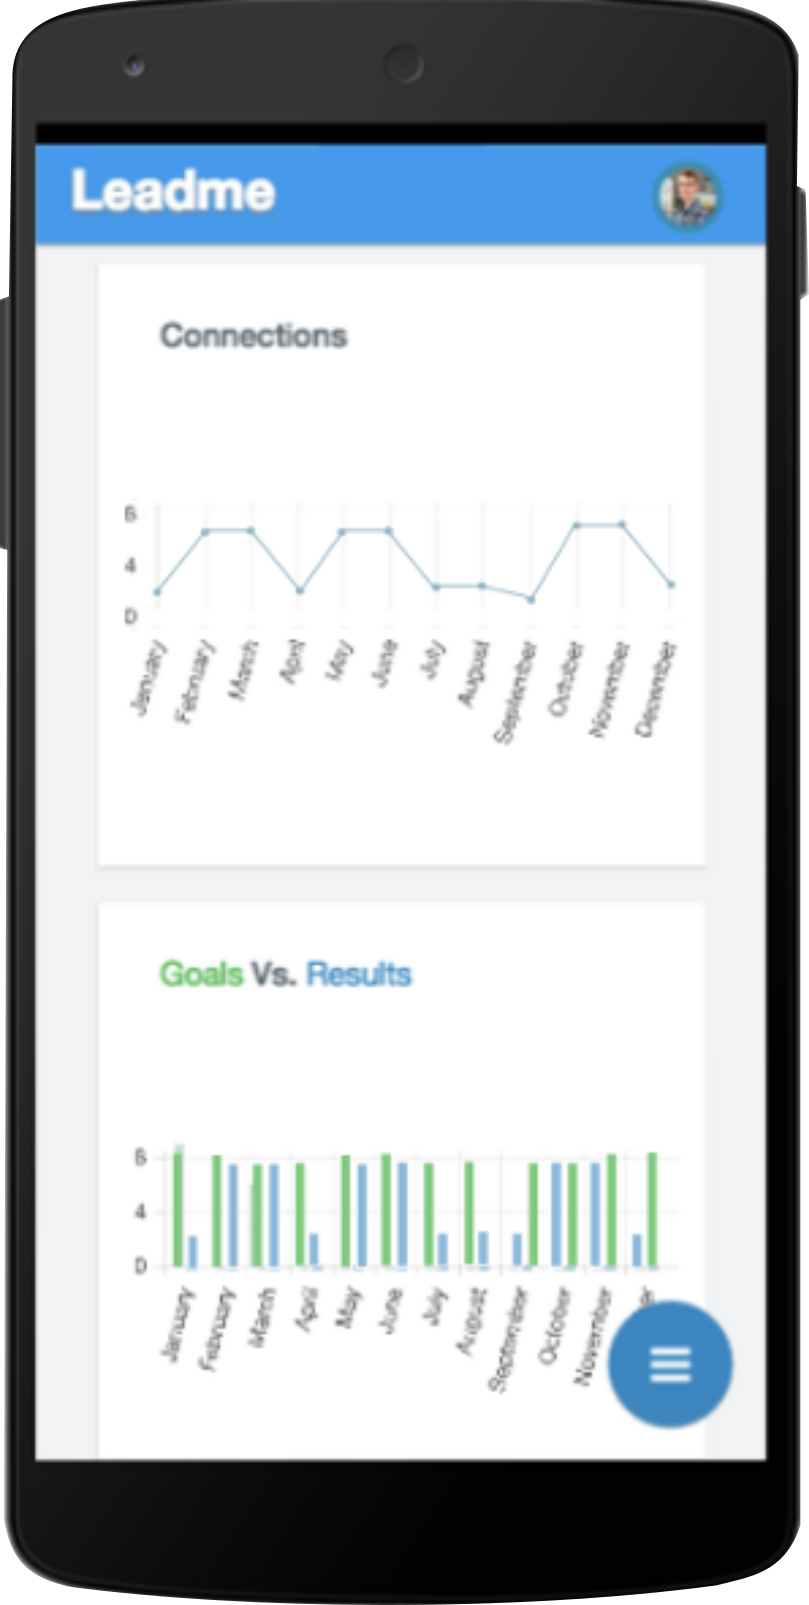 Leadme
Connections
8
4
0
January February March April May June July August September October November December
Goals Vs. Results
8
4
0
January February March April May June July August September October November er